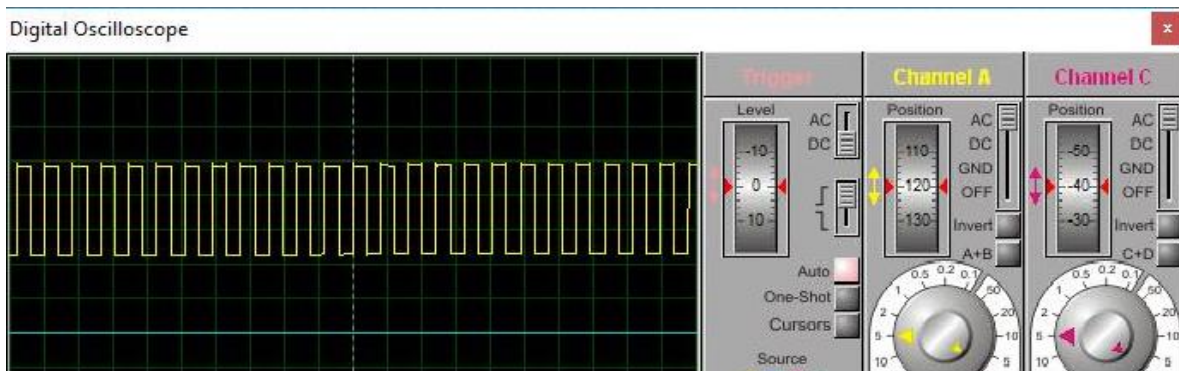 Digital Oscilloscope
x
Trigger
Level
AC
DC
-10
0
-10
Auto
One-Shot
Cursors
Source
Channel A
Position
AC
DC
GND
OFF
110
-120
-130
Invert
A+B
0.5
0.2
0.1
1
2
5
10
50
20
10
5
Channel C
Position
AC
DC
GND
OFF
-50
-40
-30
Invert
C+D
0.5
0.2
0.1
1
2
5
10
50
20
10
5